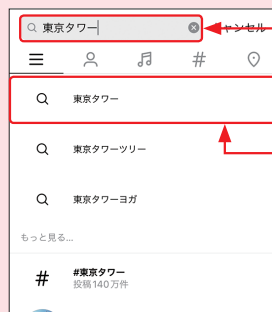 東京タワー キャンセル
#
東京タワー
東京タワーツリー
東京タワーヨガ
もっと見る...
# #東京タワー
投稿140万件